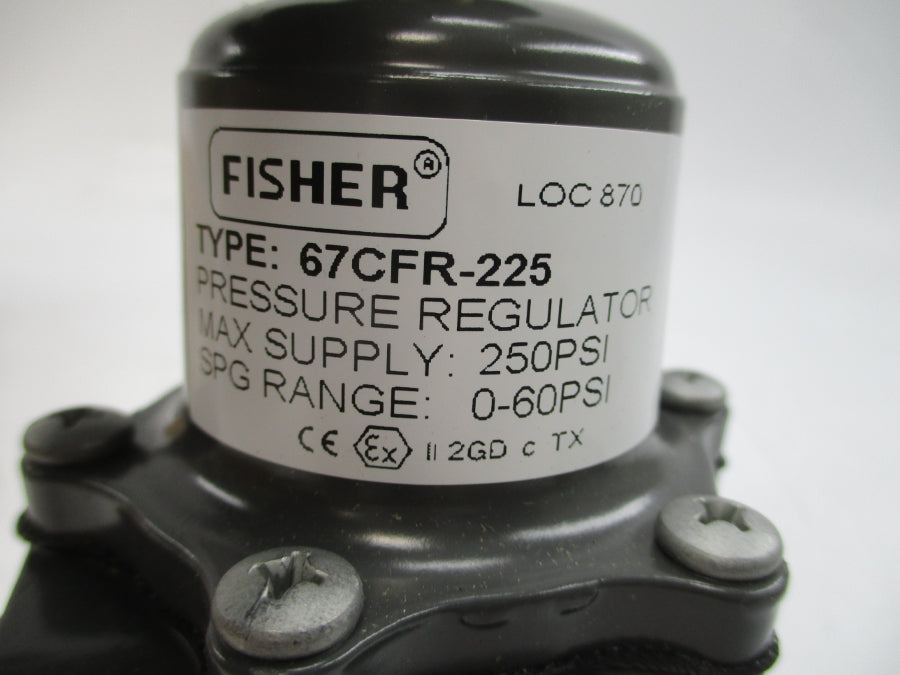 FISHER®
LOC 870
TYPE: 67CFR-225
PRESSURE REGULATOR
MAX SUPPLY: 250PSI
SPG RANGE: 0-60PSI
CE Ex II 2GD c TX